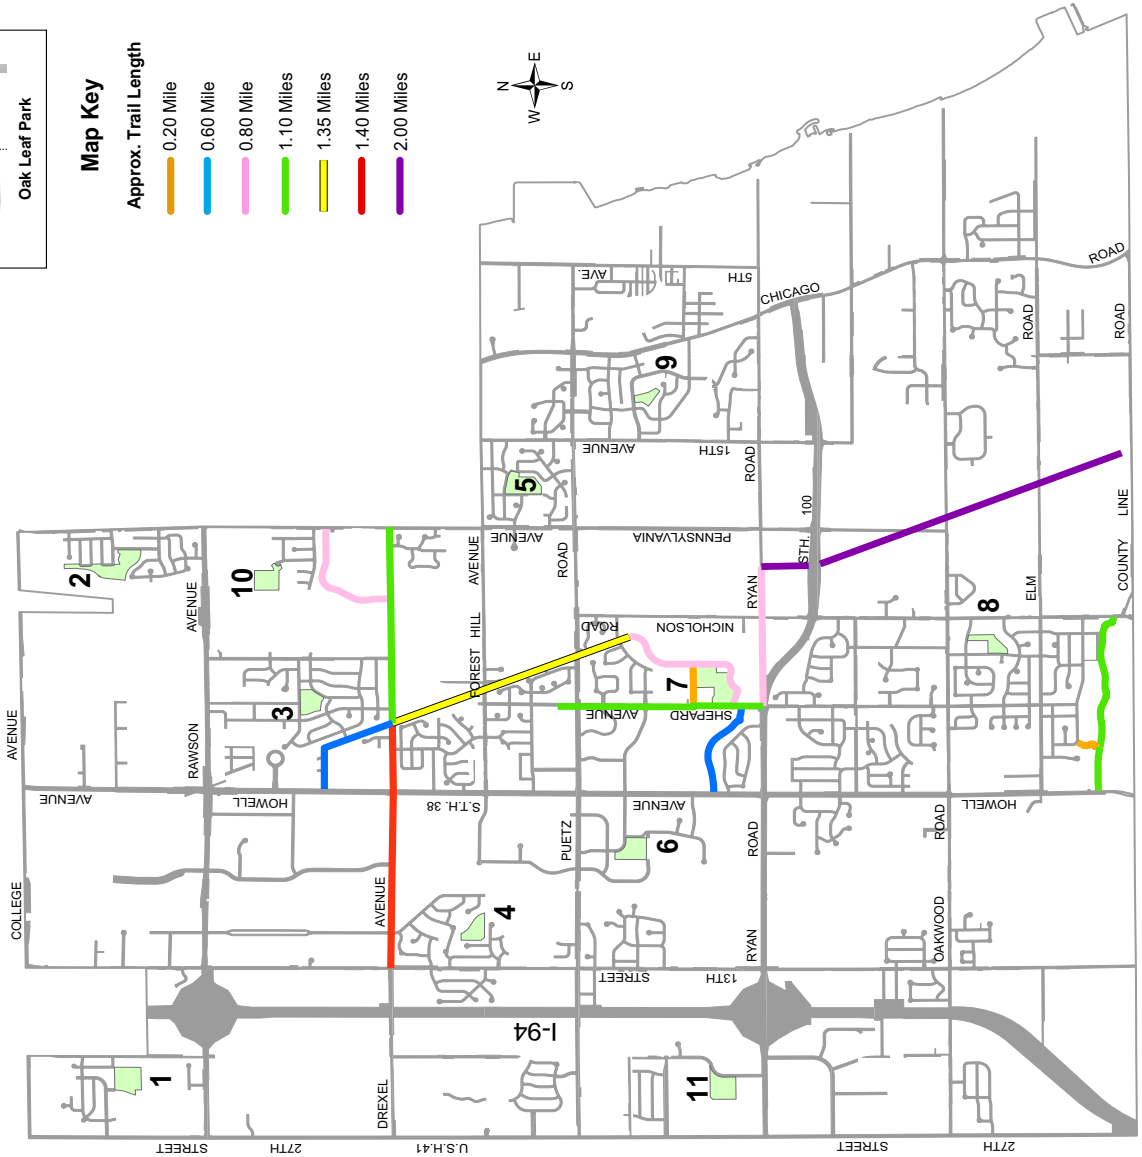 Oak Leaf Park
Map Key
Approx. Trail Length
0.20 Mile
0.60 Mile
0.80 Mile
1.10 Miles
1.35 Miles
1.40 Miles
2.00 Miles
N
W
E
S
COLLEGE
AVENUE
RAWSON
AVENUE
DREXEL
AVENUE
FOREST HILL
AVENUE
PUETZ
ROAD
RYAN
ROAD
RYAN
ROAD
OAKWOOD
ROAD
ELM
ROAD
COUNTY
LINE
ROAD
27TH
STREET
U.S.H.41
27TH
STREET
I-94
13TH
STREET
HOWELL
AVENUE
S.T.H. 38
AVENUE
HOWELL
SHEPARD
AVENUE
NICHOLSON
ROAD
PENNSYLVANIA
AVENUE
15TH
AVENUE
5TH
AVE.
CHICAGO
ROAD
STH.
100
1
2
3
4
5
6
7
8
9
10
11